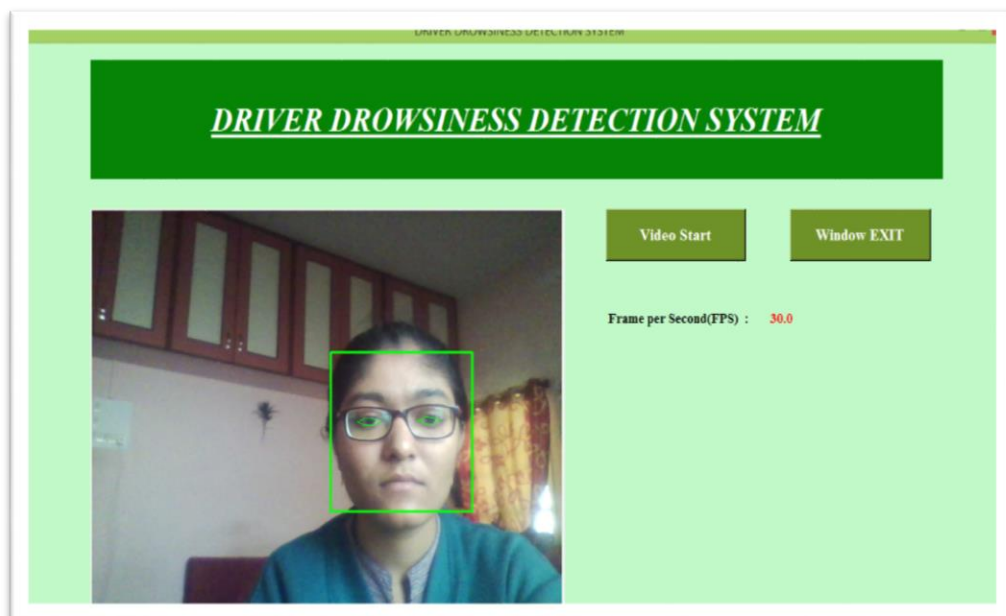 DRIVER DROWSINESS DETECTION SYSTEM
DRIVER DROWSINESS DETECTION SYSTEM
Video Start
Window EXIT
Frame per Second(FPS) : 30.0